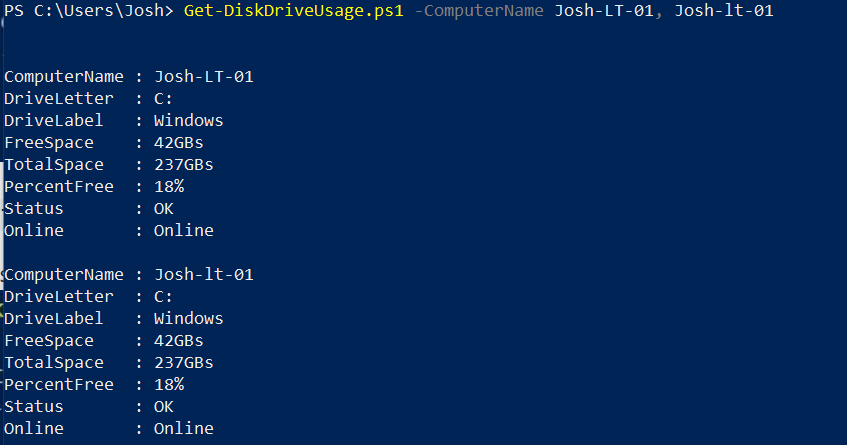 PS C:\Users\Josh> Get-DiskDriveUsage.ps1 -ComputerName Josh-LT-01, Josh-lt-01
ComputerName : Josh-LT-01
DriveLetter  : C:
DriveLabel   : Windows
FreeSpace    : 42GBs
TotalSpace   : 237GBs
PercentFree  : 18%
Status       : OK
Online       : Online
ComputerName : Josh-lt-01
DriveLetter  : C:
DriveLabel   : Windows
FreeSpace    : 42GBs
TotalSpace   : 237GBs
PercentFree  : 18%
Status       : OK
Online       : Online